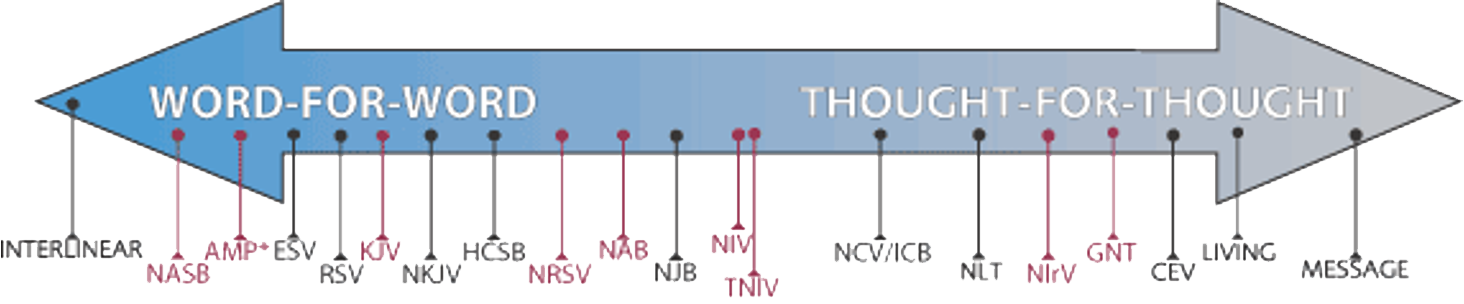 WORD-FOR-WORD
THOUGHT-FOR-THOUGHT
INTERLINEAR
NASB
AMP*
ESV
RSV
KJV
NKJV
HCSB
NRSV
NAB
NJB
NIV
TNIV
NCV/ICB
NLT
NIrV
GNT
CEV
LIVING
MESSAGE